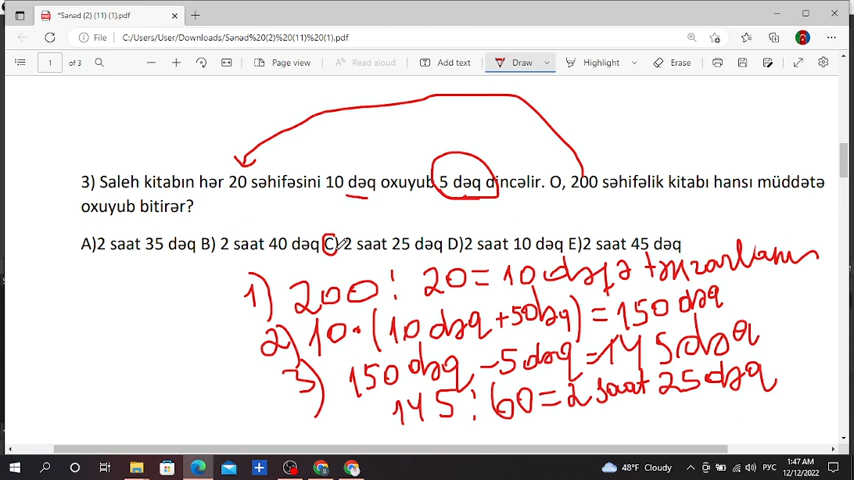 *Sənəd (2) (11) (1).pdf
File C:/Users/User/Downloads/Sənəd%20(2)%20(11)%20(1).pdf
1 of 3 Page view Read aloud Add text Draw Highlight Erase
3) Saleh kitabın hər 20 səhifəsini 10 dəq oxuyub 5 dəq dincəlir. O, 200 səhifəlik kitabı hansı müddətə
oxuyub bitirər?
A)2 saat 35 dəq B) 2 saat 40 dəq C) 2 saat 25 dəq D)2 saat 10 dəq E)2 saat 45 dəq
1) 200 : 20 = 10 dəfə
2) 10 · (10 dəq + 5 dəq) = 150 dəq
3) 150 dəq - 5 dəq = 145 dəq
145 : 60 = 2 saat 25 dəq
48°F Cloudy РУС 1:47 AM
12/12/2022